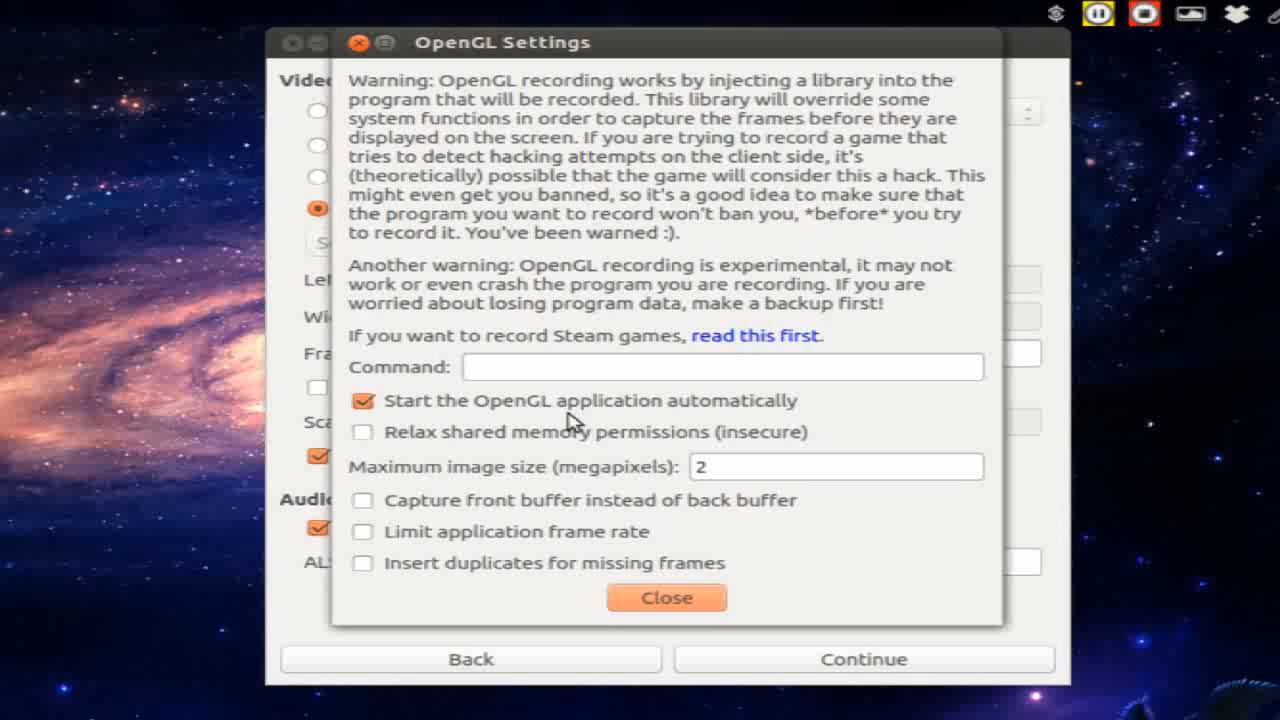 OpenGL Settings
Warning: OpenGL recording works by injecting a library into the
program that will be recorded. This library will override some
system functions in order to capture the frames before they are
displayed on the screen. If you are trying to record a game that
tries to detect hacking attempts on the client side, it's
(theoretically) possible that the game will consider this a hack. This
might even get you banned, so it's a good idea to make sure that
the program you want to record won't ban you, *before* you try
to record it. You've been warned :).
Another warning: OpenGL recording is experimental, it may not
work or even crash the program you are recording. If you are
worried about losing program data, make a backup first!
If you want to record Steam games, read this first.
Command:
Start the OpenGL application automatically
Relax shared memory permissions (insecure)
Maximum image size (megapixels): 2
Capture front buffer instead of back buffer
Limit application frame rate
Insert duplicates for missing frames
Close
Back
Continue